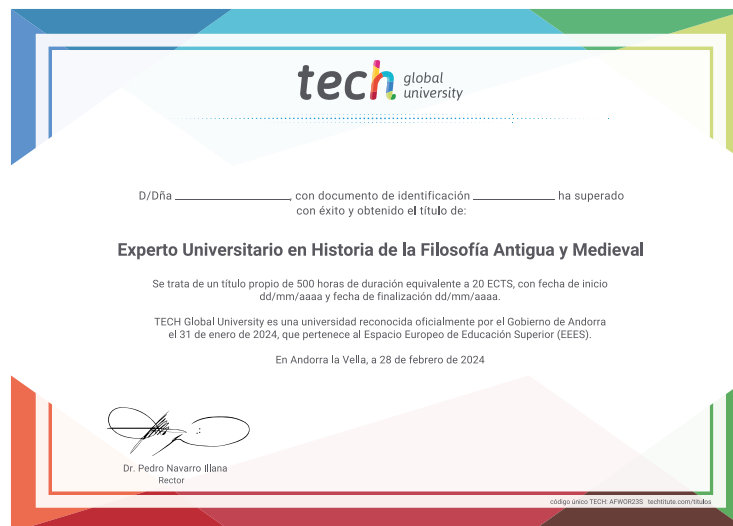 tech global
university
D/Dña ______________, con documento de identificación __________ ha superado
con éxito y obtenido el título de:
Experto Universitario en Historia de la Filosofía Antigua y Medieval
Se trata de un título propio de 500 horas de duración equivalente a 20 ECTS, con fecha de inicio
dd/mm/aaaa y fecha de finalización dd/mm/aaaa.
TECH Global University es una universidad reconocida oficialmente por el Gobierno de Andorra
el 31 de enero de 2024, que pertenece al Espacio Europeo de Educación Superior (EEES).
En Andorra la Vella, a 28 de febrero de 2024
Dr. Pedro Navarro Illana
Rector
código único TECH: AFWOR23S techtitute.com/titulos